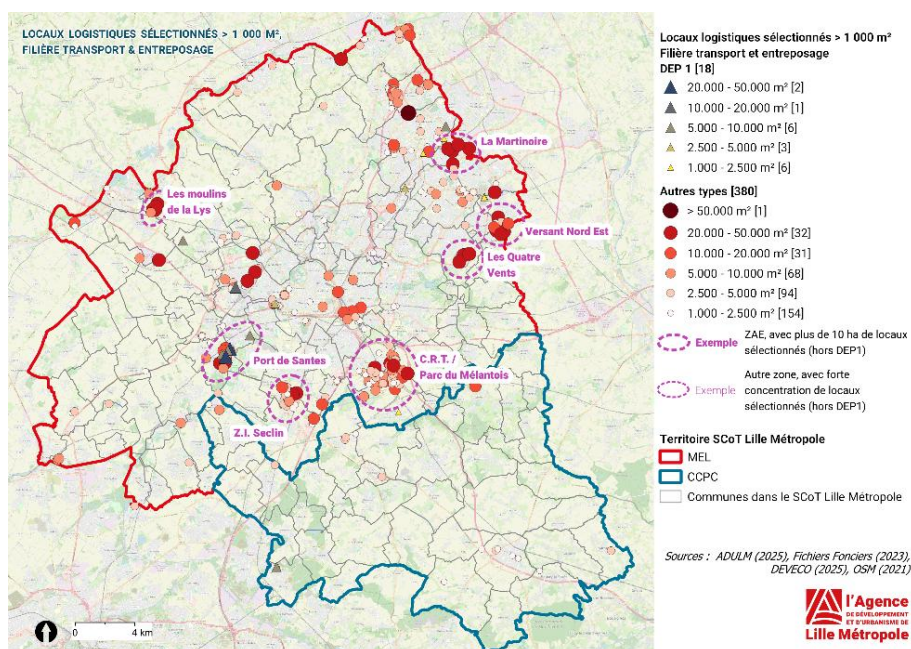 LOCAUX LOGISTIQUES SÉLECTIONNÉS > 1 000 M²,
FILIÈRE TRANSPORT & ENTREPOSAGE
La Martinoire
Les moulins
de la Lys
Versant Nord Est
Les Quatre
Vents
Port de Santes
C.R.T. /
Parc du Mélantois
Z.I. Seclin
0
4 km
Locaux logistiques sélectionnés > 1 000 m²
Filière transport et entreposage
DEP 1 [18]
20.000 - 50.000 m² [2]
10.000 - 20.000 m² [1]
5.000 - 10.000 m² [6]
2.500 - 5.000 m² [3]
1.000 - 2.500 m² [6]
Autres types [380]
> 50.000 m² [1]
20.000 - 50.000 m² [32]
10.000 - 20.000 m² [31]
5.000 - 10.000 m² [68]
2.500 - 5.000 m² [94]
1.000 - 2.500 m² [154]
Exemple
ZAE, avec plus de 10 ha de locaux
sélectionnés (hors DEP1)
Exemple
Autre zone, avec forte
concentration de locaux
sélectionnés (hors DEP1)
Territoire SCoT Lille Métropole
MEL
CCPC
Communes dans le SCoT Lille Métropole
Sources : ADULM (2025), Fichiers Fonciers (2023),
DEVECO (2025), OSM (2021)
l'Agence
DE DÉVELOPPEMENT
ET D'URBANISME DE
Lille Métropole